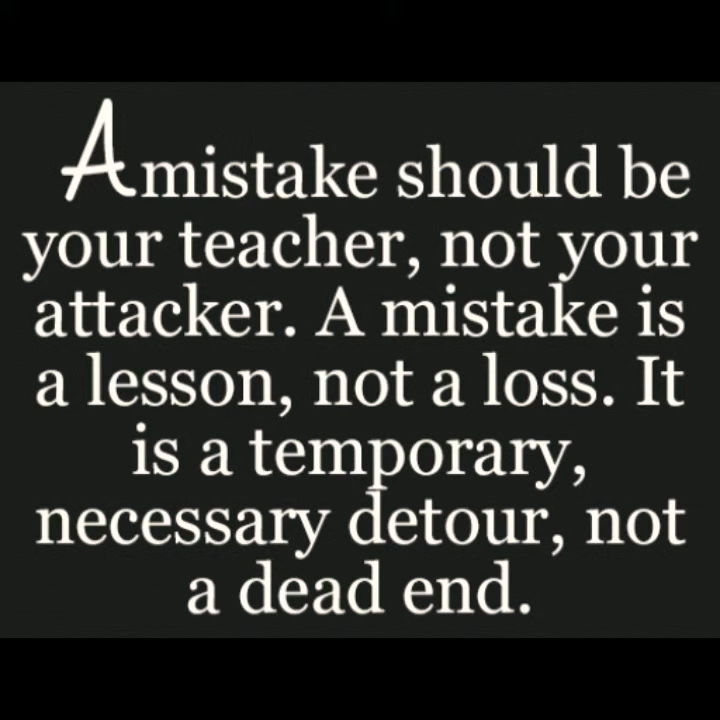 A mistake should be
your teacher, not your
attacker. A mistake is
a lesson, not a loss. It
is a temporary,
necessary detour, not
a dead end.